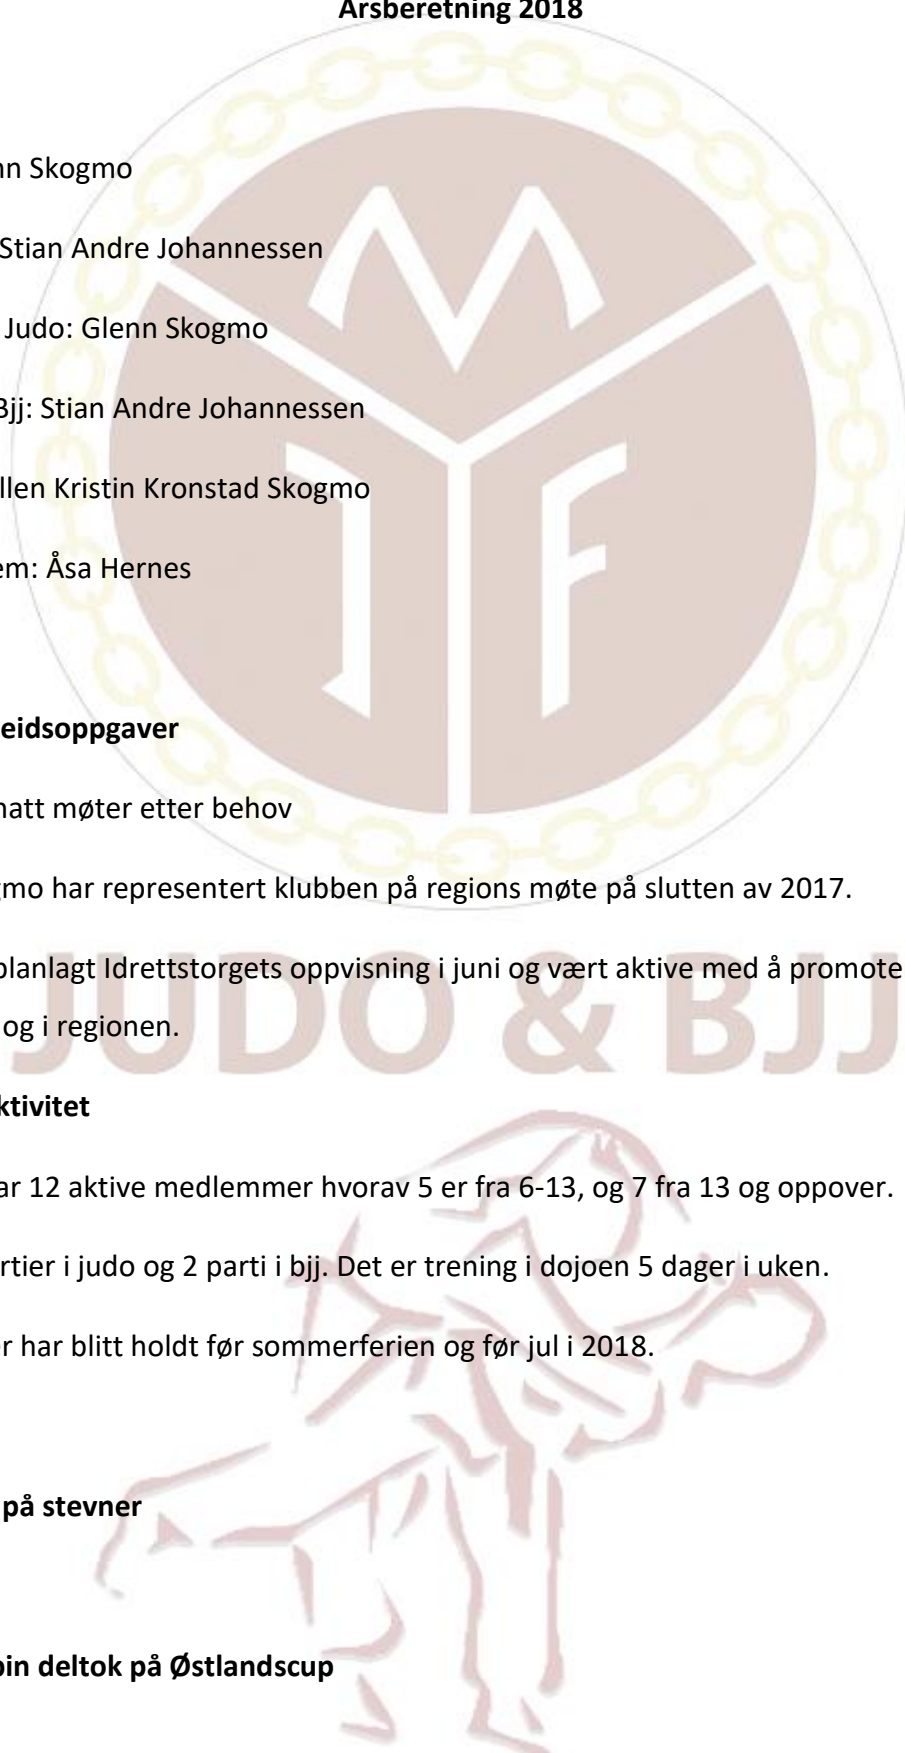 Årsberetning 2018
nn Skogmo
Stian Andre Johannessen
Judo: Glenn Skogmo
Bjj: Stian Andre Johannessen
llen Kristin Kronstad Skogmo
em: Åsa Hernes
eidsoppgaver
hatt møter etter behov
gmo har representert klubben på regions møte på slutten av 2017.
planlagt Idrettstorgets oppvisning i juni og vært aktive med å promote
og i regionen.
ktivitet
ar 12 aktive medlemmer hvorav 5 er fra 6-13, og 7 fra 13 og oppover.
rtier i judo og 2 parti i bjj. Det er trening i dojoen 5 dager i uken.
er har blitt holdt før sommerferien og før jul i 2018.
på stevner
bin deltok på Østlandscup
M
J F
JUDO & BJJ